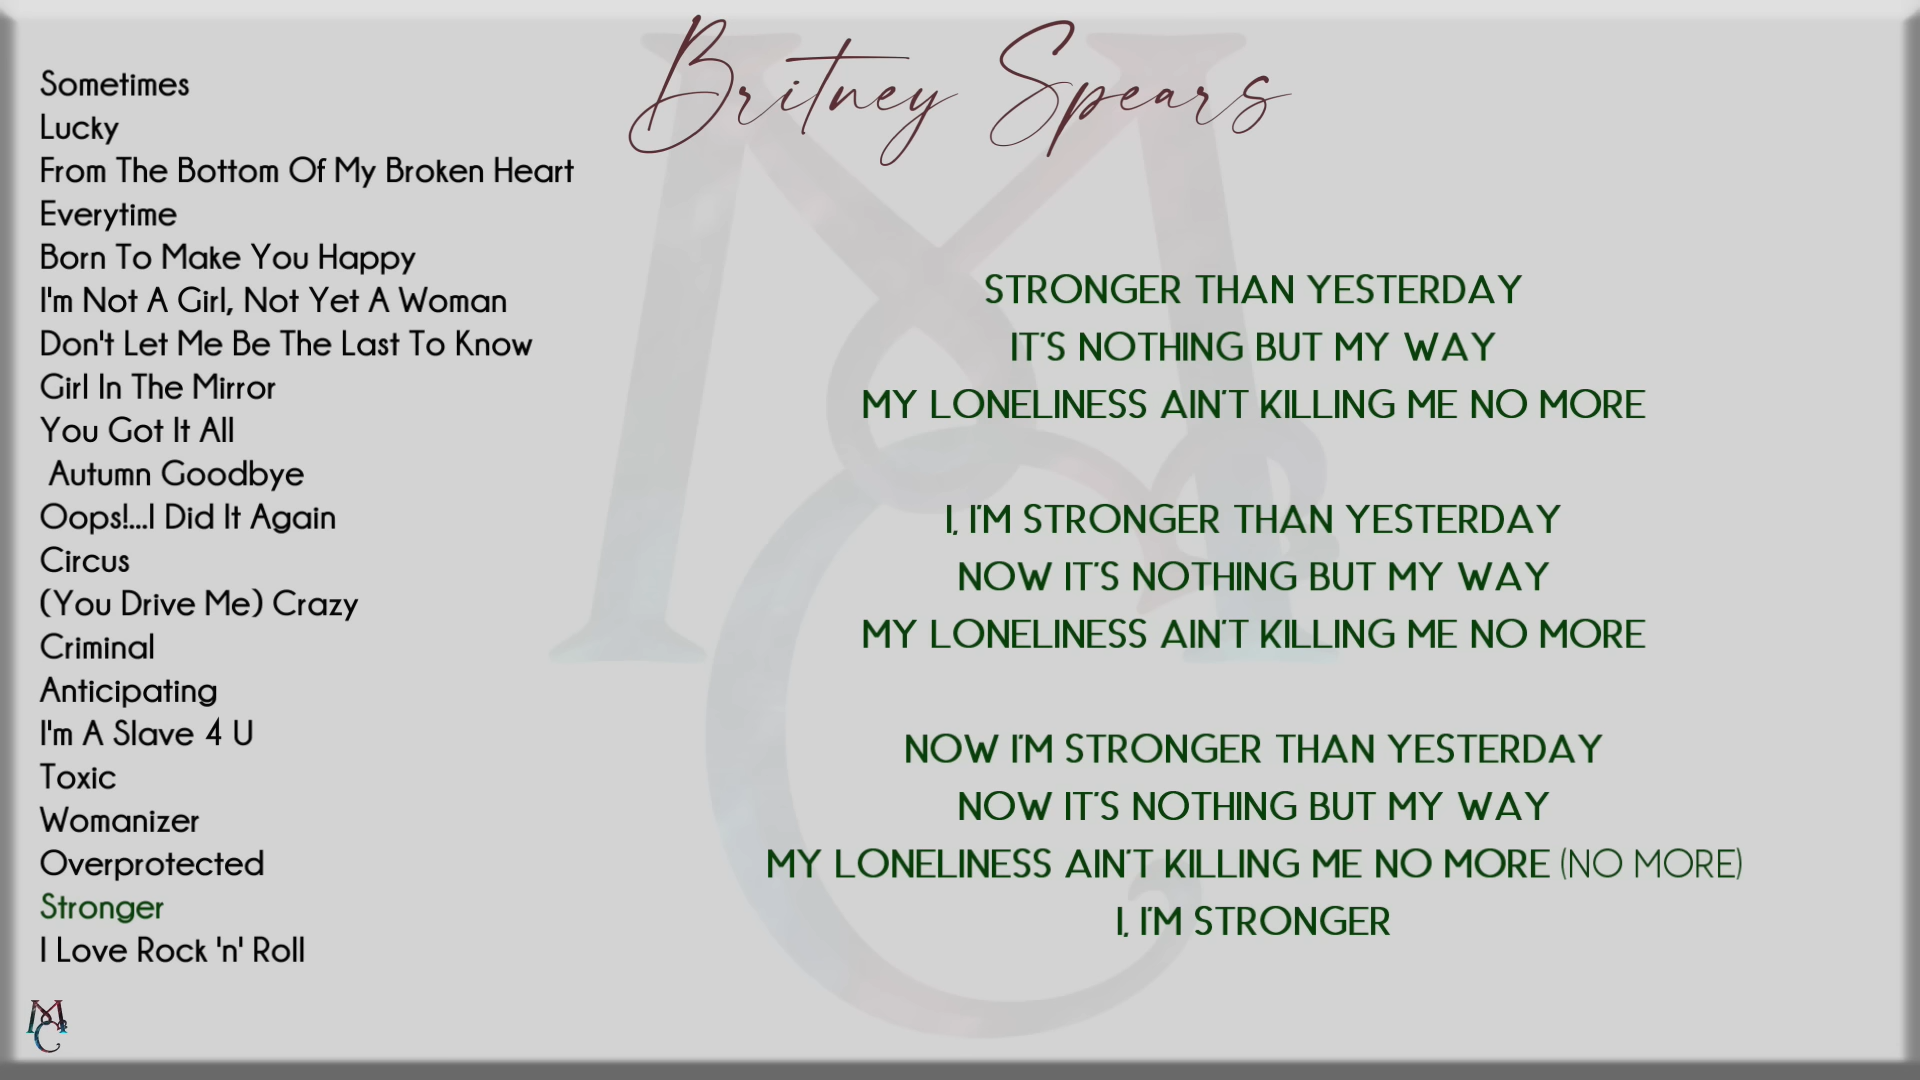 Britney Spears
Sometimes
Lucky
From The Bottom Of My Broken Heart
Everytime
Born To Make You Happy
I'm Not A Girl, Not Yet A Woman
Don't Let Me Be The Last To Know
Girl In The Mirror
You Got It All
Autumn Goodbye
Oops!...I Did It Again
Circus
(You Drive Me) Crazy
Criminal
Anticipating
I'm A Slave 4 U
Toxic
Womanizer
Overprotected
Stronger
I Love Rock 'n' Roll
STRONGER THAN YESTERDAY
IT'S NOTHING BUT MY WAY
MY LONELINESS AIN'T KILLING ME NO MORE
I, I'M STRONGER THAN YESTERDAY
NOW IT'S NOTHING BUT MY WAY
MY LONELINESS AIN'T KILLING ME NO MORE
NOW I'M STRONGER THAN YESTERDAY
NOW IT'S NOTHING BUT MY WAY
MY LONELINESS AIN'T KILLING ME NO MORE (NO MORE)
I, I'M STRONGER
MC